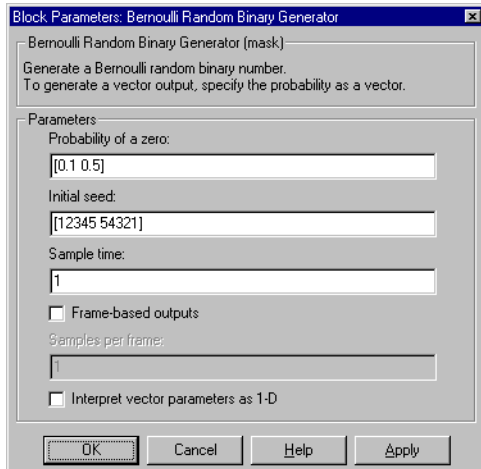 Block Parameters: Bernoulli Random Binary Generator
Bernoulli Random Binary Generator (mask)
Generate a Bernoulli random binary number.
To generate a vector output, specify the probability as a vector.
Parameters
Probability of a zero:
[0.1 0.5]
Initial seed:
[12345 54321]
Sample time:
1
Frame-based outputs
Samples per frame:
1
Interpret vector parameters as 1-D
OK Cancel Help Apply